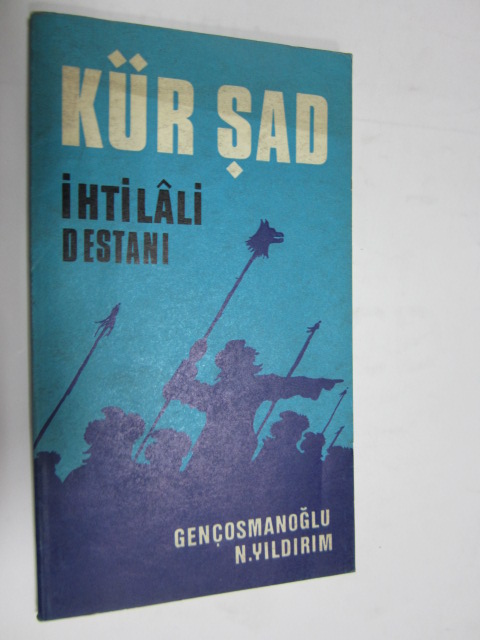 KÜR ŞAD
İHTİLÂLİ
DESTANI
GENÇOSMANOĞLU
N.YILDIRIM